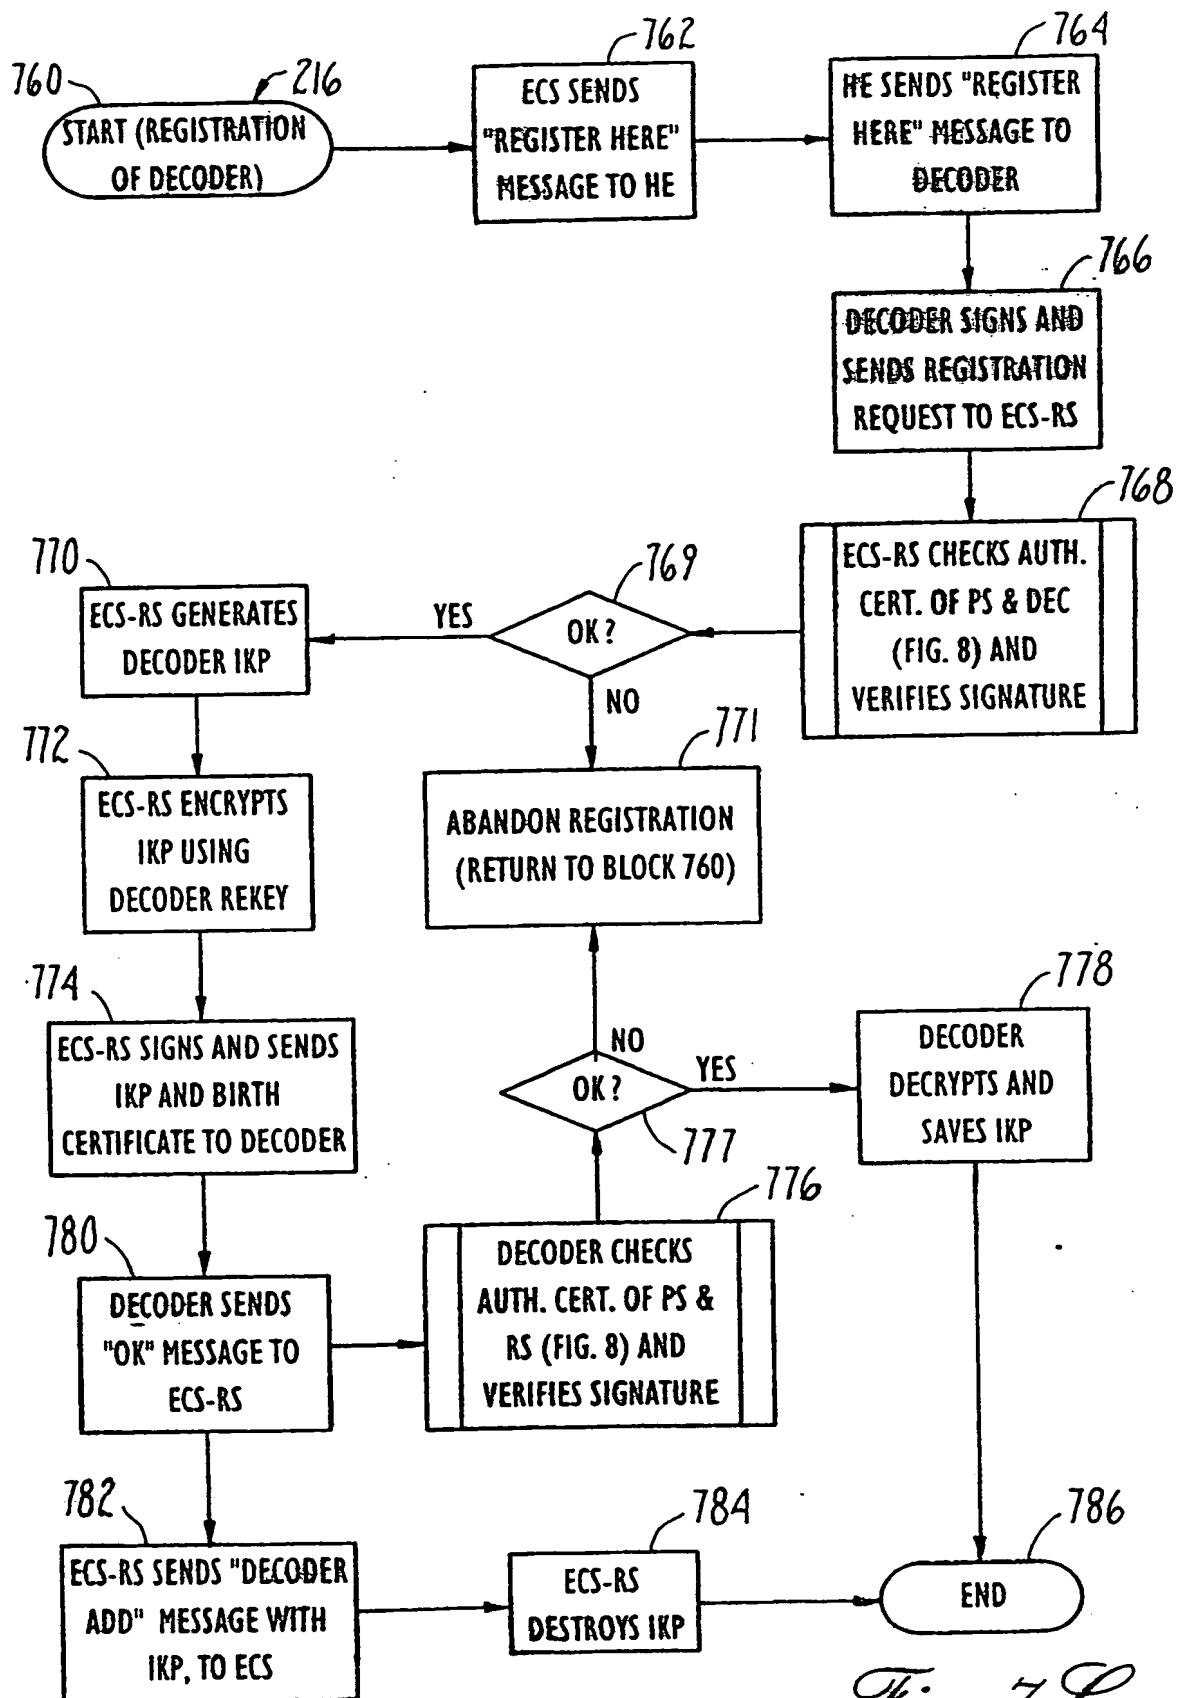 760
216
START (REGISTRATION
OF DECODER)
762
ECS SENDS
"REGISTER HERE"
MESSAGE TO HE
764
HE SENDS "REGISTER
HERE" MESSAGE TO
DECODER
766
DECODER SIGNS AND
SENDS REGISTRATION
REQUEST TO ECS-RS
768
ECS-RS CHECKS AUTH.
CERT. OF PS & DEC
(FIG. 8) AND
VERIFIES SIGNATURE
769
OK?
YES
NO
770
ECS-RS GENERATES
DECODER IKP
771
ABANDON REGISTRATION
(RETURN TO BLOCK 760)
772
ECS-RS ENCRYPTS
IKP USING
DECODER REKEY
774
ECS-RS SIGNS AND SENDS
IKP AND BIRTH
CERTIFICATE TO DECODER
NO
OK?
YES
777
778
DECODER
DECRYPTS AND
SAVES IKP
776
DECODER CHECKS
AUTH. CERT. OF PS &
RS (FIG. 8) AND
VERIFIES SIGNATURE
780
DECODER SENDS
"OK" MESSAGE TO
ECS-RS
782
ECS-RS SENDS "DECODER
ADD" MESSAGE WITH
IKP, TO ECS
784
ECS-RS
DESTROYS IKP
786
END